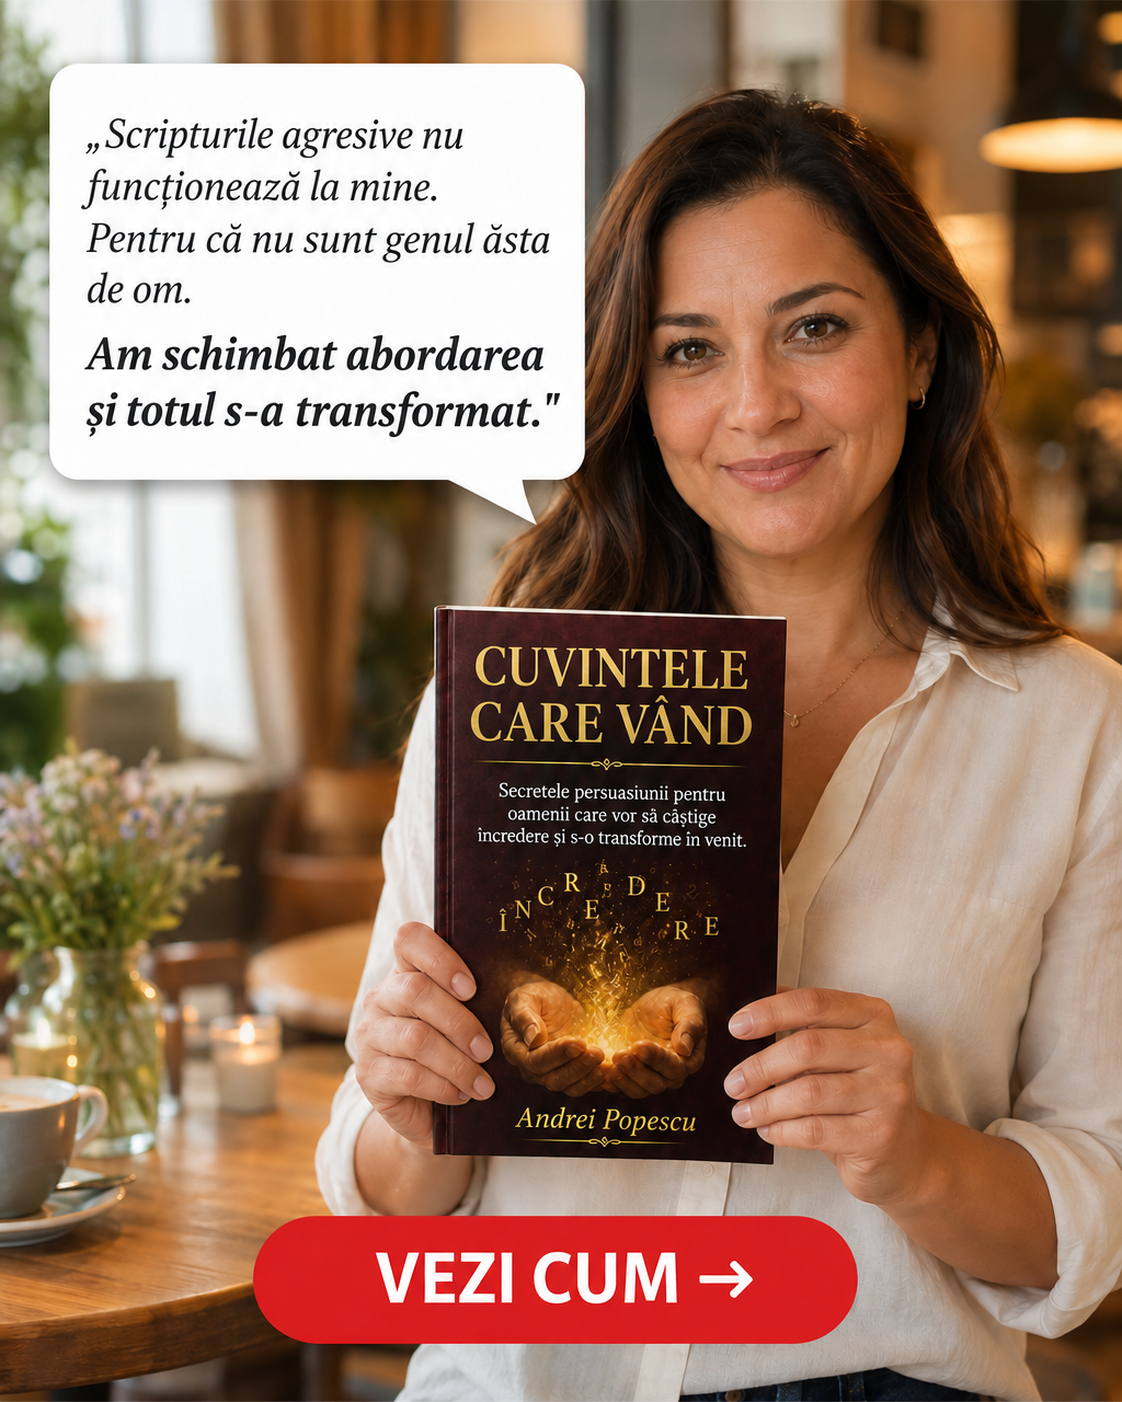 „Scripturile agresive nu
funcționează la mine.
Pentru că nu sunt genul ăsta
de om.
Am schimbat abordarea
și totul s-a transformat."
CUVINTELE
CARE VÂND
Secretele persuasiunii pentru
oamenii care vor să câștige
încredere și s-o transforme în venit.
ÎNCREDERE
Andrei Popescu
VEZI CUM →